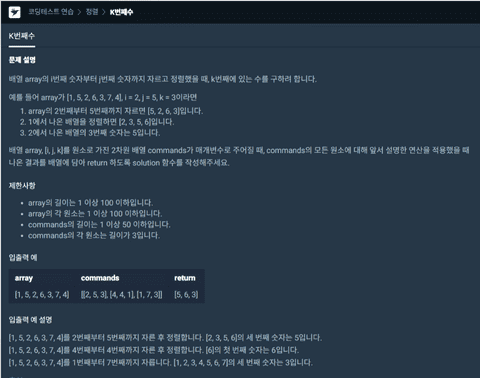 코딩테스트 연습 > 정렬 > K번째수
K번째수
문제 설명
배열 array의 i번째 숫자부터 j번째 숫자까지 자르고 정렬했을 때, k번째에 있는 수를 구하려 합니다.
예를 들어 array가 [1, 5, 2, 6, 3, 7, 4], i = 2, j = 5, k = 3이라면
1. array의 2번째부터 5번째까지 자르면 [5, 2, 6, 3]입니다.
2. 1에서 나온 배열을 정렬하면 [2, 3, 5, 6]입니다.
3. 2에서 나온 배열의 3번째 숫자는 5입니다.
배열 array, [i, j, k]를 원소로 가진 2차원 배열 commands가 매개변수로 주어질 때, commands의 모든 원소에 대해 앞서 설명한 연산을 적용했을 때
나온 결과를 배열에 담아 return 하도록 solution 함수를 작성해주세요.
제한사항
• array의 길이는 1 이상 100 이하입니다.
• array의 각 원소는 1 이상 100 이하입니다.
• commands의 길이는 1 이상 50 이하입니다.
• commands의 각 원소는 길이가 3입니다.
입출력 예
array commands return
[1, 5, 2, 6, 3, 7, 4] [[2, 5, 3], [4, 4, 1], [1, 7, 3]] [5, 6, 3]
입출력 예 설명
[1, 5, 2, 6, 3, 7, 4]를 2번째부터 5번째까지 자른 후 정렬합니다. [2, 3, 5, 6]의 세 번째 숫자는 5입니다.
[1, 5, 2, 6, 3, 7, 4]를 4번째부터 4번째까지 자른 후 정렬합니다. [6]의 첫 번째 숫자는 6입니다.
[1, 5, 2, 6, 3, 7, 4]를 1번째부터 7번째까지 자릅니다. [1, 2, 3, 4, 5, 6, 7]의 세 번째 숫자는 3입니다.